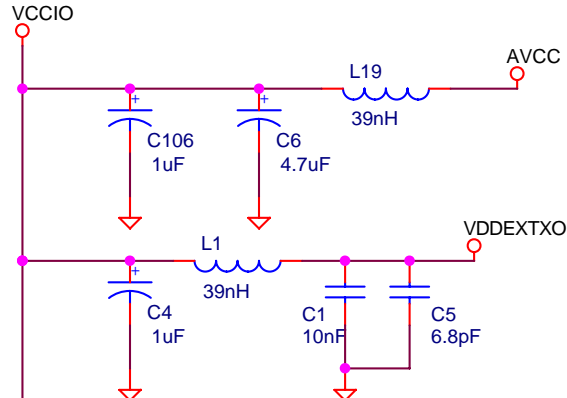 VCCIO
L19
AVCC
+
+
39nH
C106
1uF
C6
4.7uF
L1
VDDEXTXO
+
39nH
C4
1uF
C1
10nF
C5
6.8pF